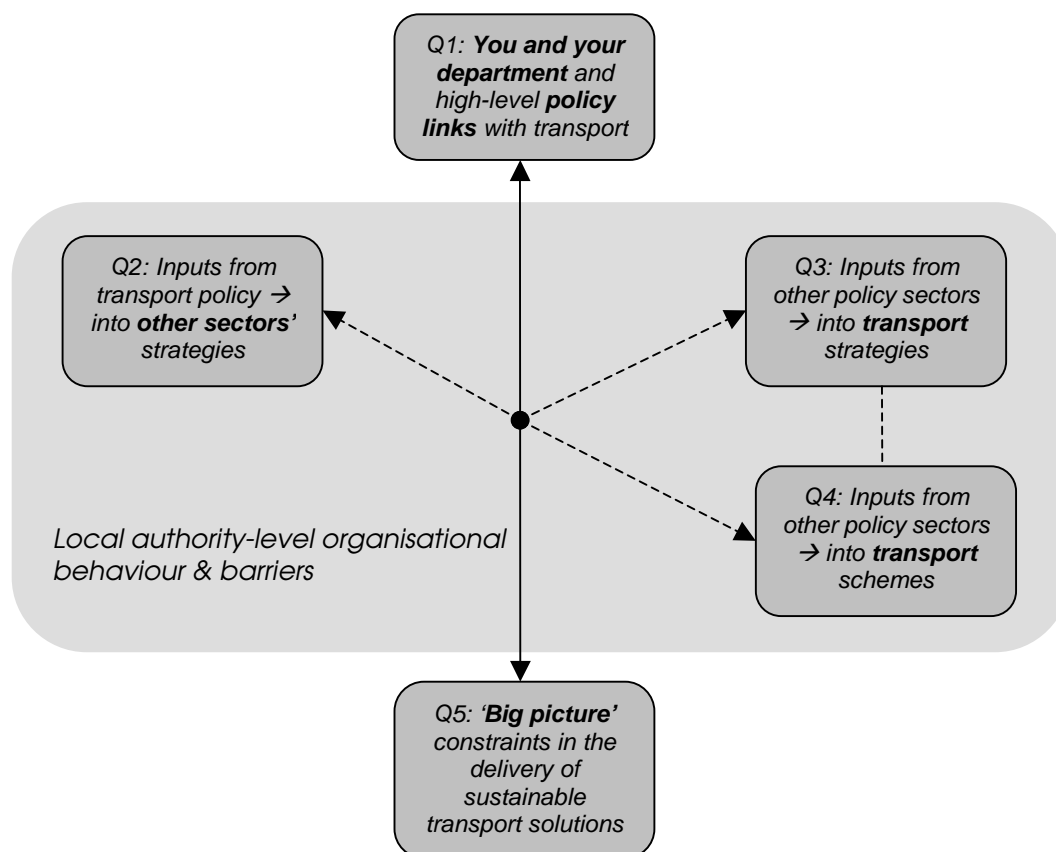 Q1: You and your
department and
high-level policy
links with transport
Q2: Inputs from
transport policy →
into other sectors’
strategies
Q3: Inputs from
other policy sectors
→ into transport
strategies
Q4: Inputs from
other policy sectors
→ into transport
schemes
Local authority-level organisational
behaviour & barriers
Q5: ‘Big picture’
constraints in the
delivery of
sustainable
transport solutions